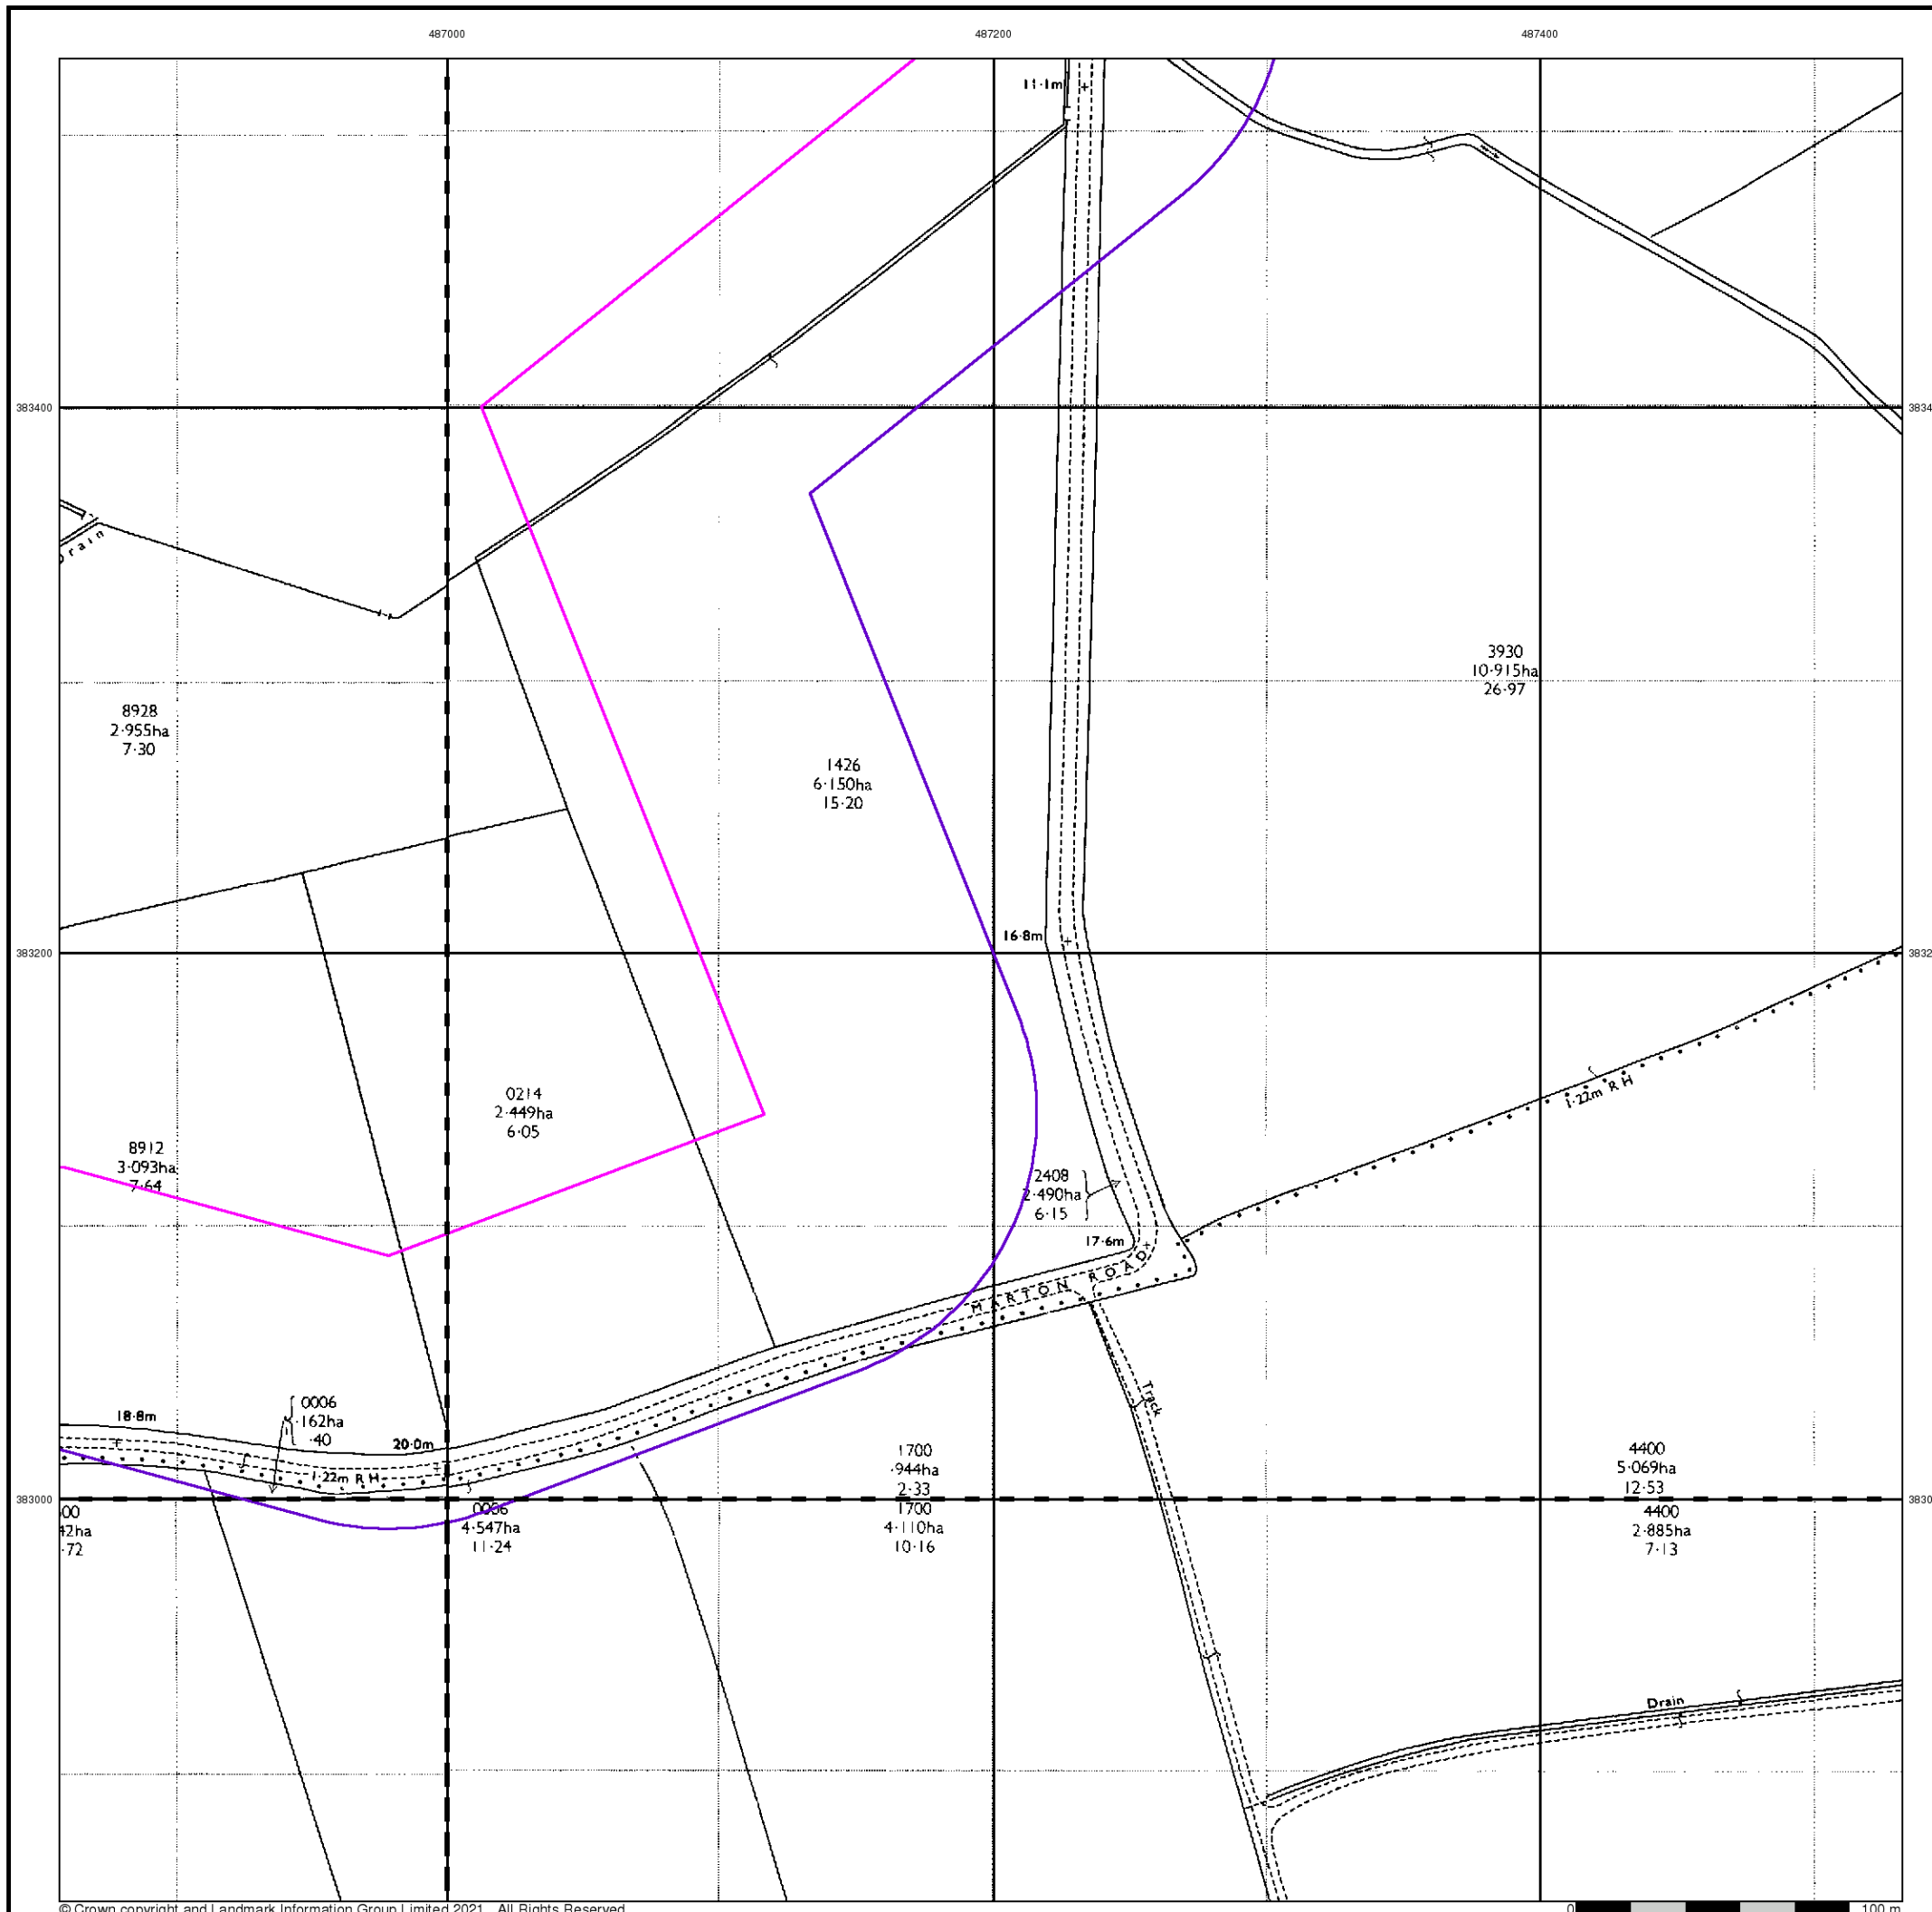 487000
487200
487400
11·1m
383400
Drain
3930
10·915ha
26·97
8928
2·955ha
7·30
1426
6·150ha
15·20
16·8m
383200
0214
2·449ha
6·05
1·22m RH
8912
3·093ha
7·64
2408
2·490ha
6·15
17·6m
MARTON ROAD
Track
0006
·162ha
·40
18·8m
20·0m
1·22m RH
1700
·944ha
2·33
4400
5·069ha
12·53
383000
4·547ha
11·24
1700
4·110ha
10·16
4400
2·885ha
7·13
·72
Drain
© Crown copyright and Landmark Information Group Limited 2021. All Rights Reserved.
0
100 m